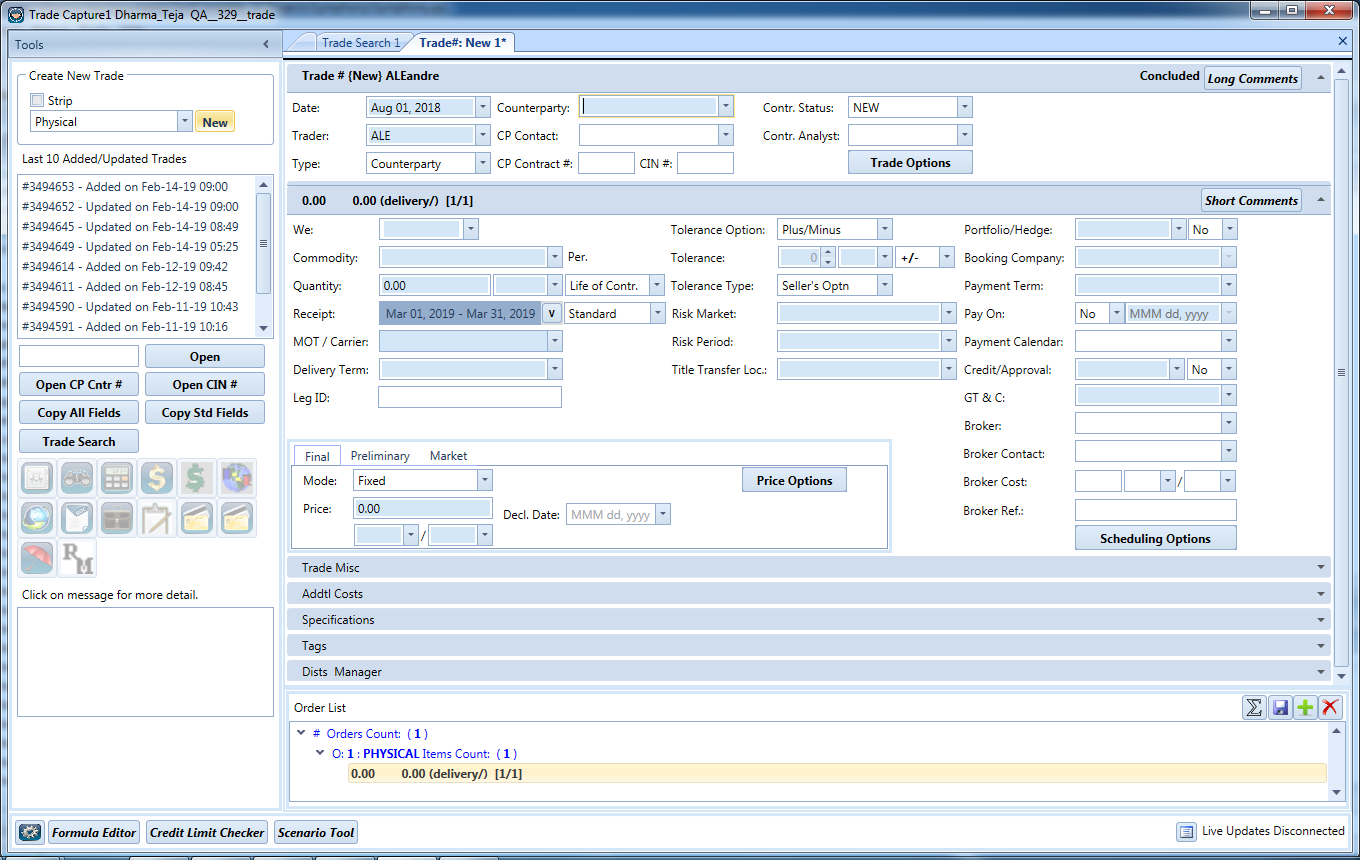 Trade Capture1 Dharma_Teja QA__329__trade
Tools
Create New Trade
Strip
Physical
New
Last 10 Added/Updated Trades
#3494653 - Added on Feb-14-19 09:00
#3494652 - Updated on Feb-14-19 09:00
#3494645 - Updated on Feb-14-19 08:49
#3494649 - Updated on Feb-14-19 05:25
#3494614 - Added on Feb-12-19 09:42
#3494611 - Added on Feb-12-19 08:45
#3494590 - Updated on Feb-11-19 10:43
#3494591 - Added on Feb-11-19 10:16
Open
Open CP Cntr # Open CIN #
Copy All Fields Copy Std Fields
Trade Search
RM
Click on message for more detail.
Trade Search 1 Trade#: New 1*
Trade # {New} ALEandre Concluded Long Comments
Date: Aug 01, 2018 Counterparty: Contr. Status: NEW
Trader: ALE CP Contact: Contr. Analyst:
Type: Counterparty CP Contract #: CIN #: Trade Options
0.00 0.00 (delivery/) [1/1] Short Comments
We: Tolerance Option: Plus/Minus Portfolio/Hedge: No
Commodity: Per. Tolerance: 0 +/- Booking Company:
Quantity: 0.00 Life of Contr. Tolerance Type: Seller's Optn Payment Term:
Receipt: Mar 01, 2019 - Mar 31, 2019 v Standard Risk Market: Pay On: No MMM dd, yyyy
MOT / Carrier: Risk Period: Payment Calendar:
Delivery Term: Title Transfer Loc.: Credit/Approval: No
Leg ID: GT & C:
Broker:
Broker Contact:
Broker Cost: /
Broker Ref.:
Scheduling Options
Final Preliminary Market
Mode: Fixed Price Options
Price: 0.00 Decl. Date: MMM dd, yyyy
/
Trade Misc
Addtl Costs
Specifications
Tags
Dists Manager
Order List
# Orders Count: ( 1 )
O: 1 : PHYSICAL Items Count: ( 1 )
0.00 0.00 (delivery/) [1/1]
Formula Editor Credit Limit Checker Scenario Tool Live Updates Disconnected